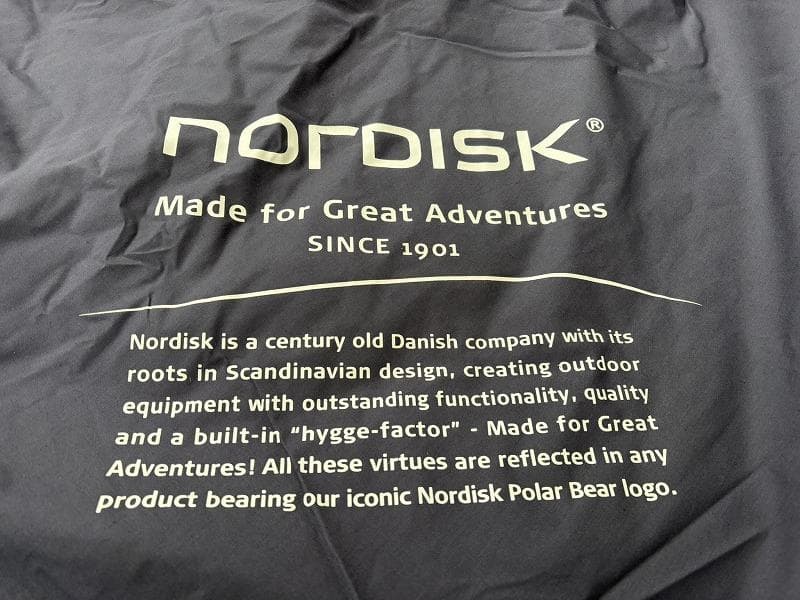 nordisk®
Made for Great Adventures
SINCE 1901
Nordisk is a century old Danish company with its
roots in Scandinavian design, creating outdoor
equipment with outstanding functionality, quality
and a built-in “hygge-factor” - Made for Great
Adventures! All these virtues are reflected in any
product bearing our iconic Nordisk Polar Bear logo.